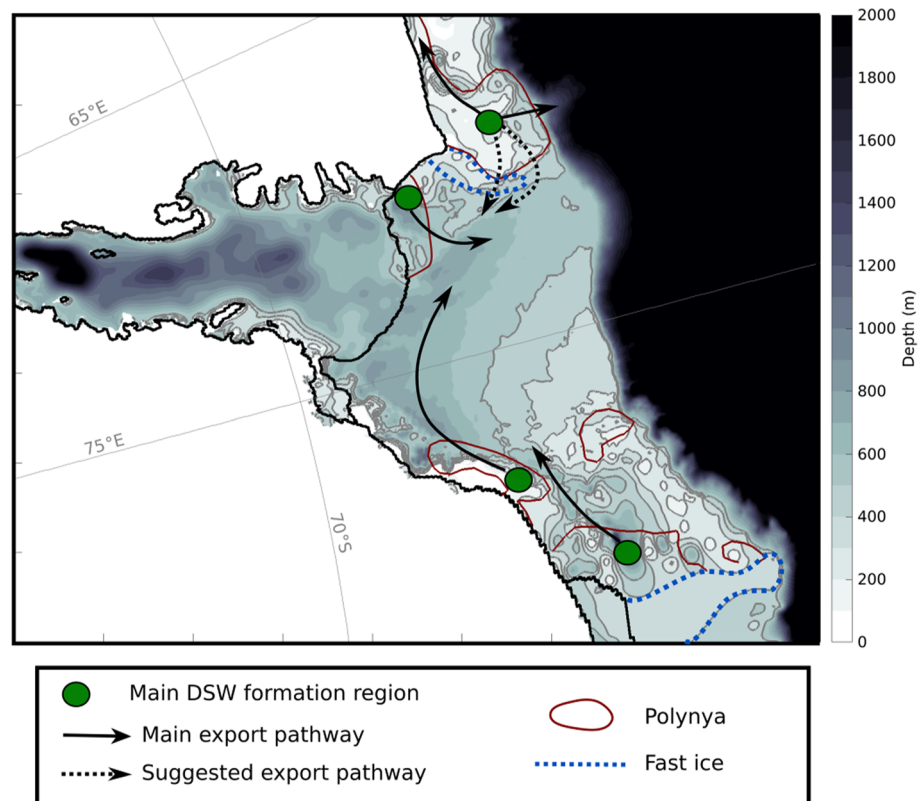 65°E
75°E
70°S
2000
1800
1600
1400
1200
1000
800
600
400
200
0
Depth (m)
Main DSW formation region
Main export pathway
Suggested export pathway
Polynya
Fast ice